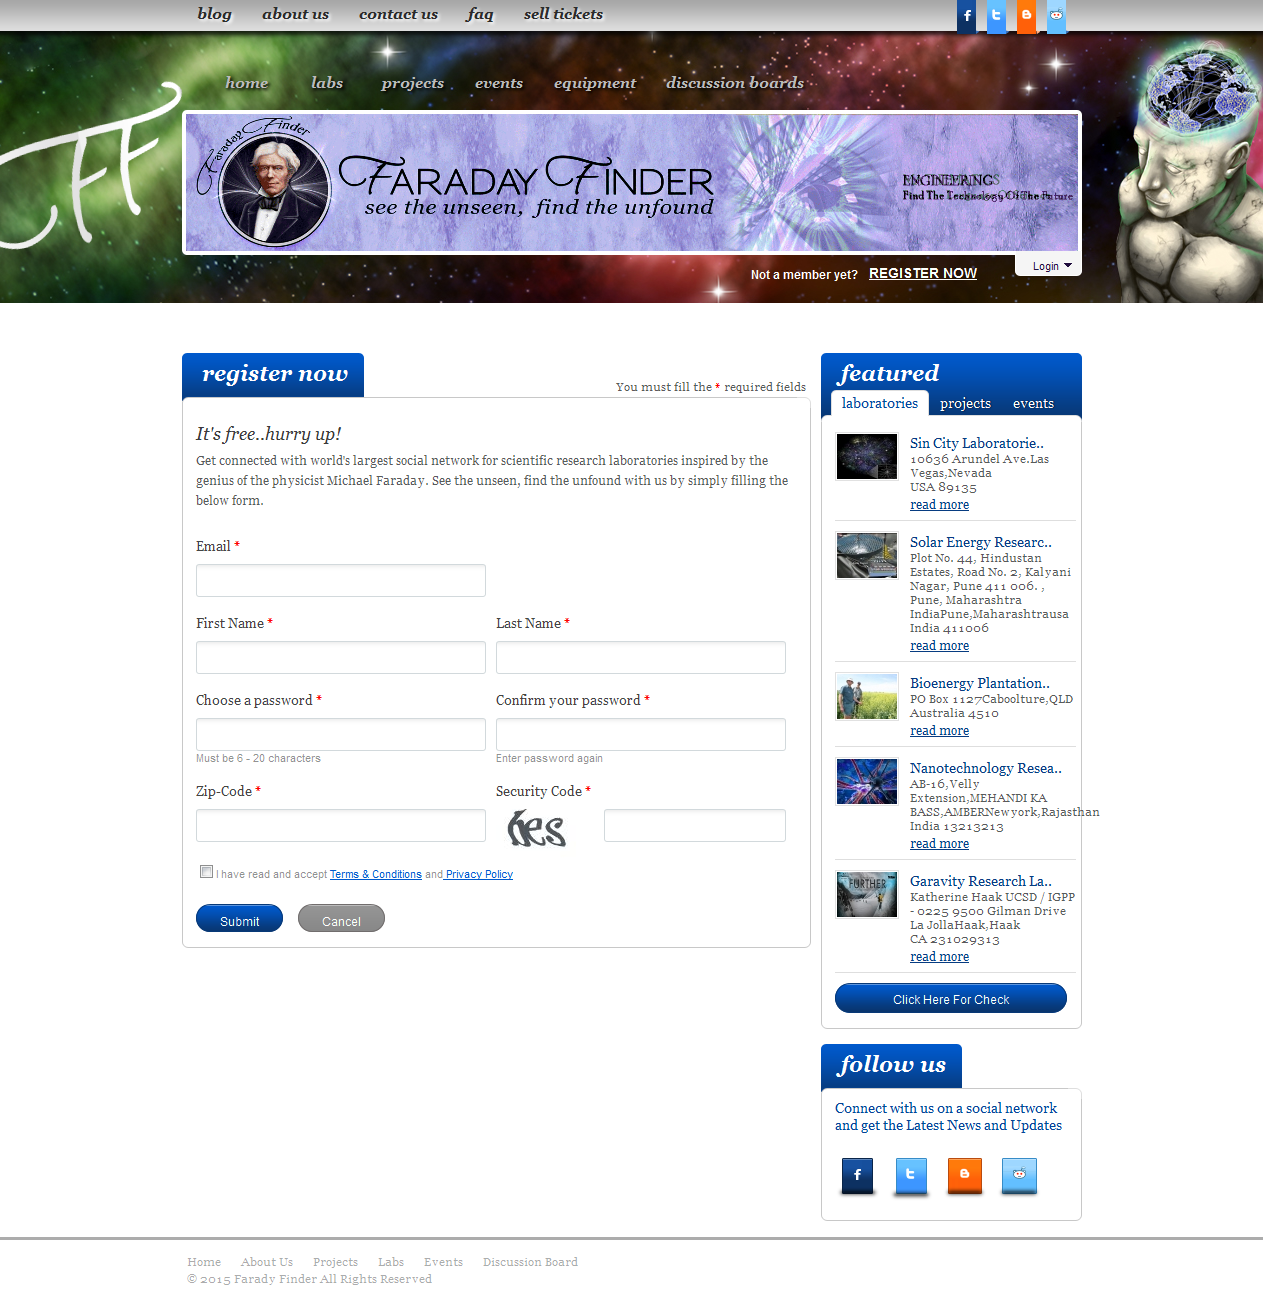 blog about us contact us faq sell tickets
home labs projects events equipment discussion boards
FF
Faraday Finder
FARADAY FINDER
see the unseen, find the unfound
ENGINEERING
Find The Technology Of The Future
Not a member yet? REGISTER NOW
Login
register now
You must fill the * required fields
It's free..hurry up!
Get connected with world's largest social network for scientific research laboratories inspired by the
genius of the physicist Michael Faraday. See the unseen, find the unfound with us by simply filling the
below form.
Email *
First Name * Last Name *
Choose a password * Confirm your password *
Must be 6 - 20 characters Enter password again
Zip-Code * Security Code *
I have read and accept Terms & Conditions and Privacy Policy
Submit Cancel
featured
laboratories projects events
Sin City Laboratorie..
10636 Arundel Ave.Las
Vegas,Nevada
USA 89135
read more
Solar Energy Researc..
Plot No. 44, Hindustan
Estates, Road No. 2, Kalyani
Nagar, Pune 411 006. ,
Pune, Maharashtra
IndiaPune,Maharashtrausa
India 411006
read more
Bioenergy Plantation..
PO Box 1127Caboolture,QLD
Australia 4510
read more
Nanotechnology Resea..
AB-16,Velly
Extension,MEHANDI KA
BASS,AMBERNewyork,Rajasthan
India 13213213
read more
FURTHER
Garavity Research La..
Katherine Haak UCSD / IGPP
- 0225 9500 Gilman Drive
La JollaHaak,Haak
CA 231029313
read more
Click Here For Check
follow us
Connect with us on a social network
and get the Latest News and Updates
Home About Us Projects Labs Events Discussion Board
© 2015 Farady Finder All Rights Reserved